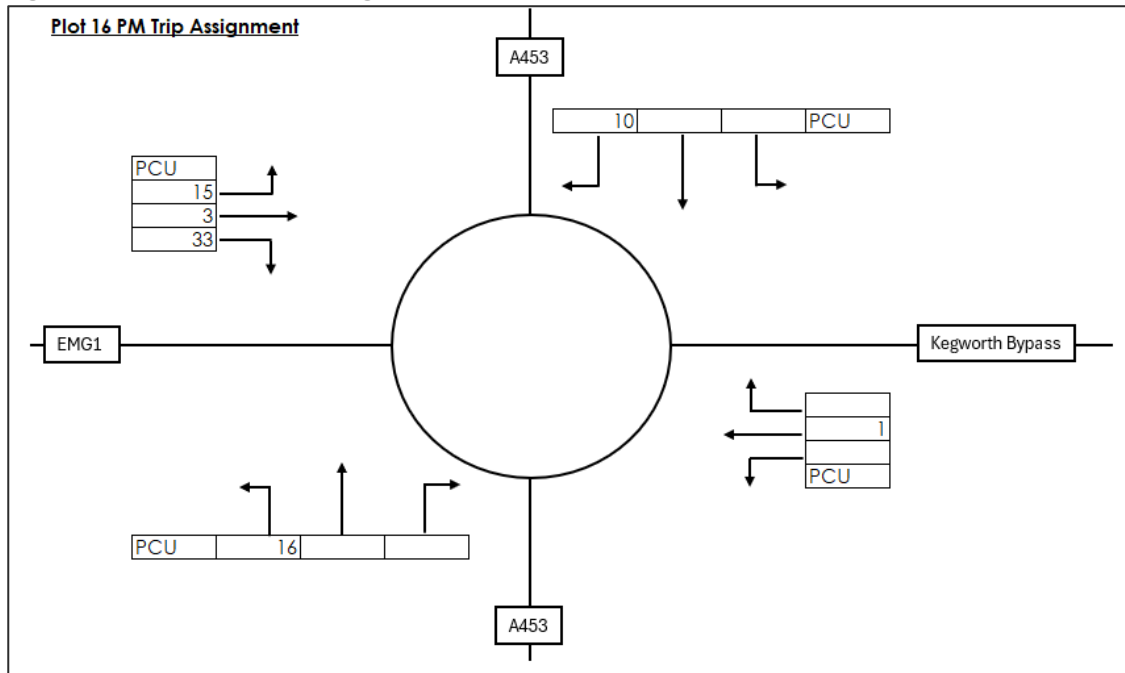 Plot 16 PM Trip Assignment
A453
10 PCU
PCU
15
3
33
EMG1
Kegworth Bypass
1
PCU
PCU 16
A453